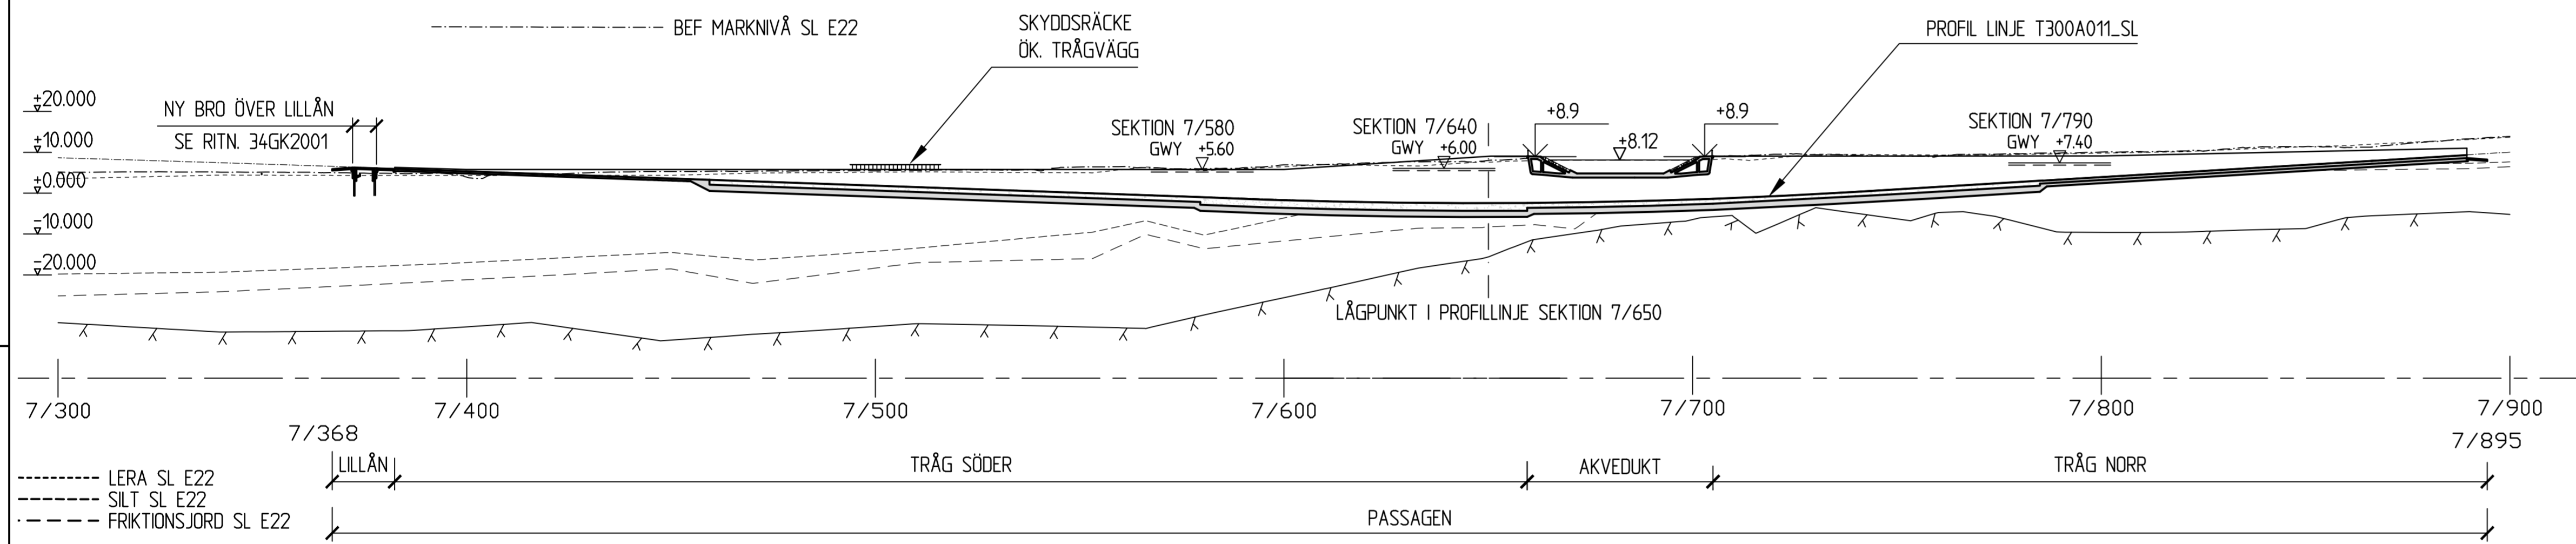 BEF MARKNIVÅ SL E22
SKYDDSRÄCKE
ÖK. TRÅGVÄGG
PROFIL LINJE T300A011_SL
+20.000
+10.000
+0.000
-10.000
-20.000
NY BRO ÖVER LILLÅN
SE RITN. 34GK2001
SEKTION 7/580
GWY +5.60
SEKTION 7/640
GWY +6.00
+8.9
+8.12
+8.9
SEKTION 7/790
GWY +7.40
LÅGPUNKT I PROFILLINJE SEKTION 7/650
7/300
7/400
7/500
7/600
7/700
7/800
7/900
7/368
7/895
LILLÅN
TRÅG SÖDER
AKVEDUKT
TRÅG NORR
LERA SL E22
SILT SL E22
FRIKTIONSJORD SL E22
PASSAGEN